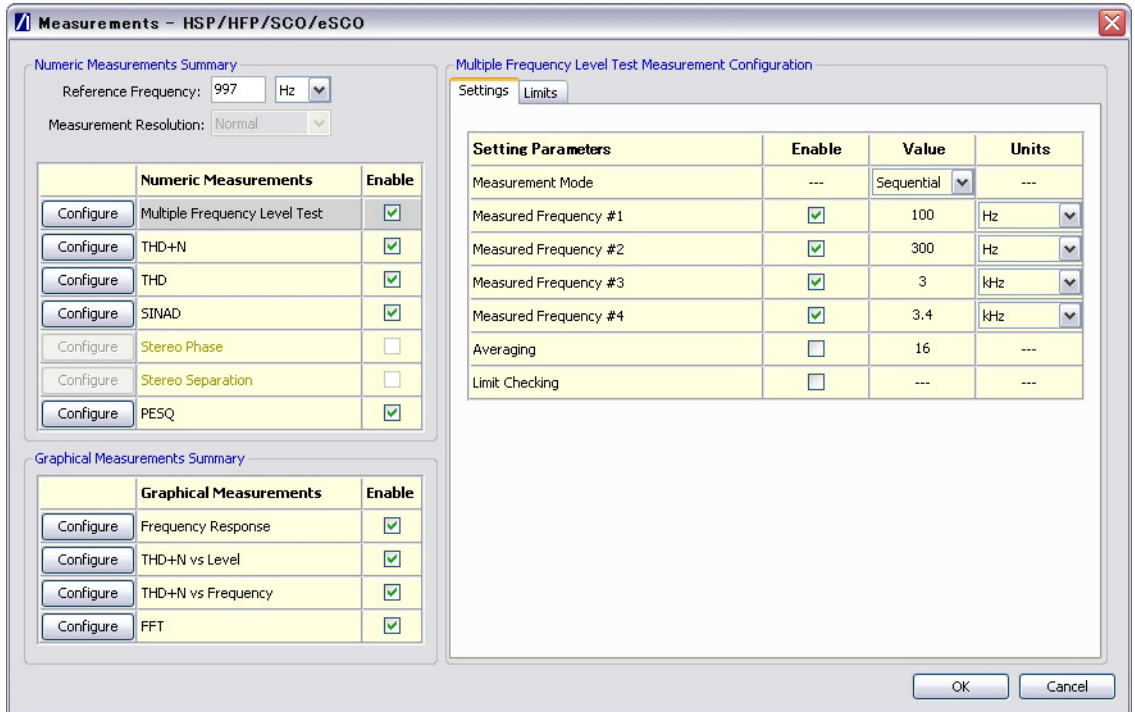 Measurements - HSP/HFP/SCO/eSCO
Numeric Measurements Summary
Reference Frequency: 997 Hz
Measurement Resolution: Normal
Numeric Measurements Enable
Configure Multiple Frequency Level Test
Configure THD+N
Configure THD
Configure SINAD
Configure Stereo Phase
Configure Stereo Separation
Configure PESQ
Graphical Measurements Summary
Graphical Measurements Enable
Configure Frequency Response
Configure THD+N vs Level
Configure THD+N vs Frequency
Configure FFT
Multiple Frequency Level Test Measurement Configuration
Settings Limits
Setting Parameters Enable Value Units
Measurement Mode --- Sequential ---
Measured Frequency #1 100 Hz
Measured Frequency #2 300 Hz
Measured Frequency #3 3 kHz
Measured Frequency #4 3.4 kHz
Averaging 16 ---
Limit Checking --- ---
OK Cancel